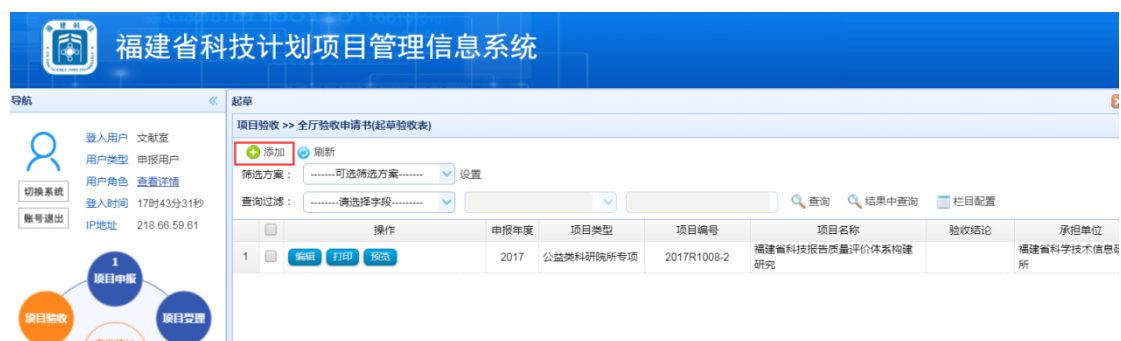 福建省科技计划项目管理信息系统
导航
登入用户 文献室
用户类型 申报用户
用户角色 查看详情
登入时间 17时43分31秒
IP地址 218.66.59.61
切换系统
账号退出
1
项目申报
项目验收
项目受理
起草
项目验收 >> 全厅验收申请书(起草验收表)
添加 刷新
筛选方案： -------可选筛选方案------- 设置
查询过滤： --------请选择字段--------- 查询 结果中查询 栏目配置
操作 申报年度 项目类型 项目编号 项目名称 验收结论 承担单位
1 编辑 打印 预览 2017 公益类科研院所专项 2017R1008-2 福建省科技报告质量评价体系构建 福建省科学技术信息
研究 所